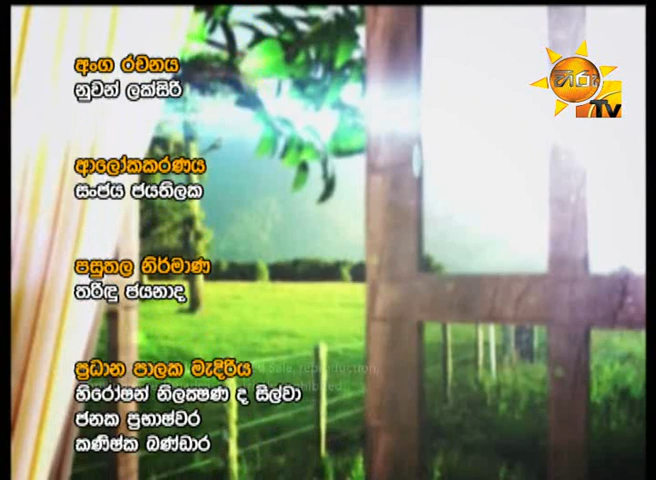 අංග රචනය
නුවන් ලක්සිරි
ආලෝකකරණය
සංජය ජයතිලක
පසුතල නිර්මාණ
තරිඳු ජයනාද
ප්‍රධාන පාලක මැදිරිය
හිරෝෂන් නිලක්‍ෂණ ද සිල්වා
ජනක ප්‍රභාෂ්වර
කණිෂ්ක බණ්ඩාර
හිරු
TV